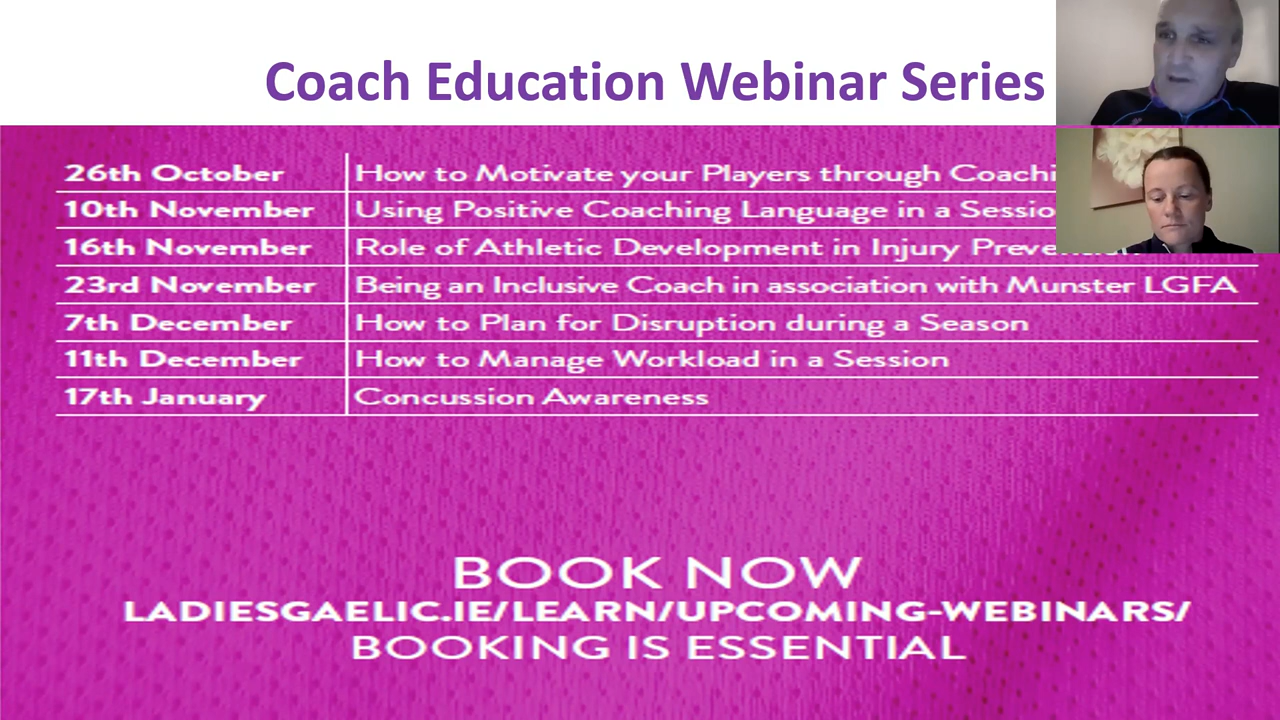 Coach Education Webinar Series
26th October How to Motivate your Players through
10th November Using Positive Coaching Language in a
16th November Role of Athletic Development in Injury
23rd November Being an Inclusive Coach in association with Munster LGFA
7th December How to Plan for Disruption during a Season
11th December How to Manage Workload in a Session
17th January Concussion Awareness
BOOK NOW
LADIESGAELIC.IE/LEARN/UPCOMING-WEBINARS/
BOOKING IS ESSENTIAL